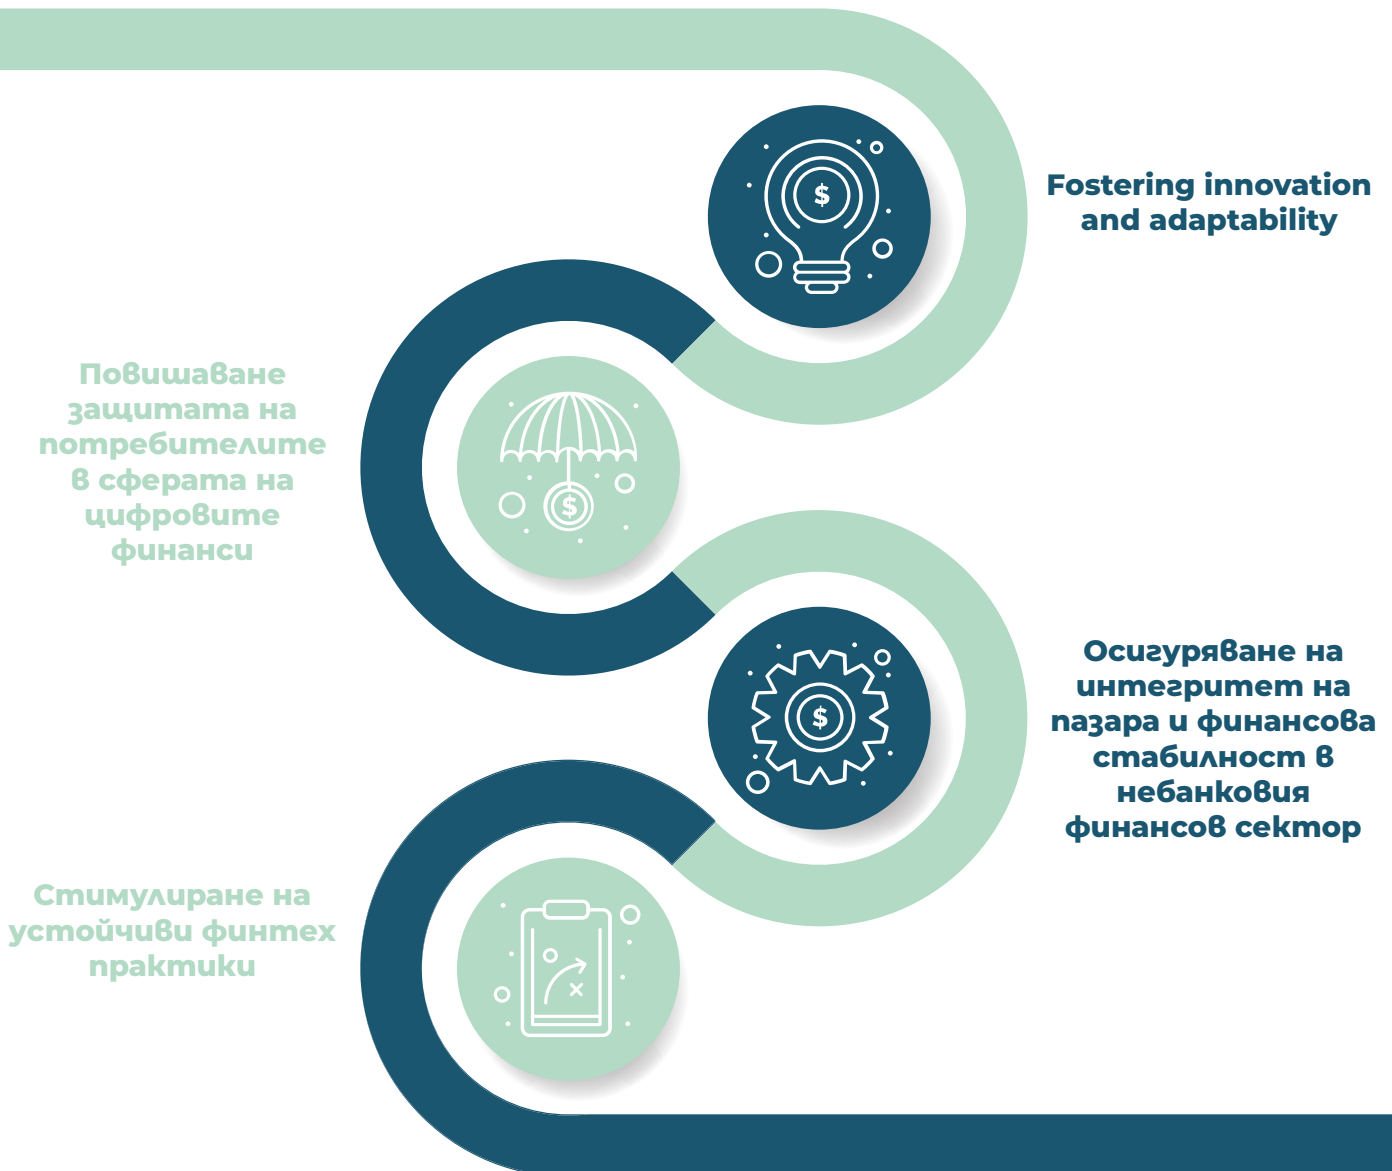 Fostering innovation
and adaptability
Повишаване
защитата на
потребителите
в сферата на
цифровите
финанси
Осигуряване на
интегритет на
пазара и финансова
стабилност в
небанковия
финансов сектор
Стимулиране на
устойчиви финтех
практики